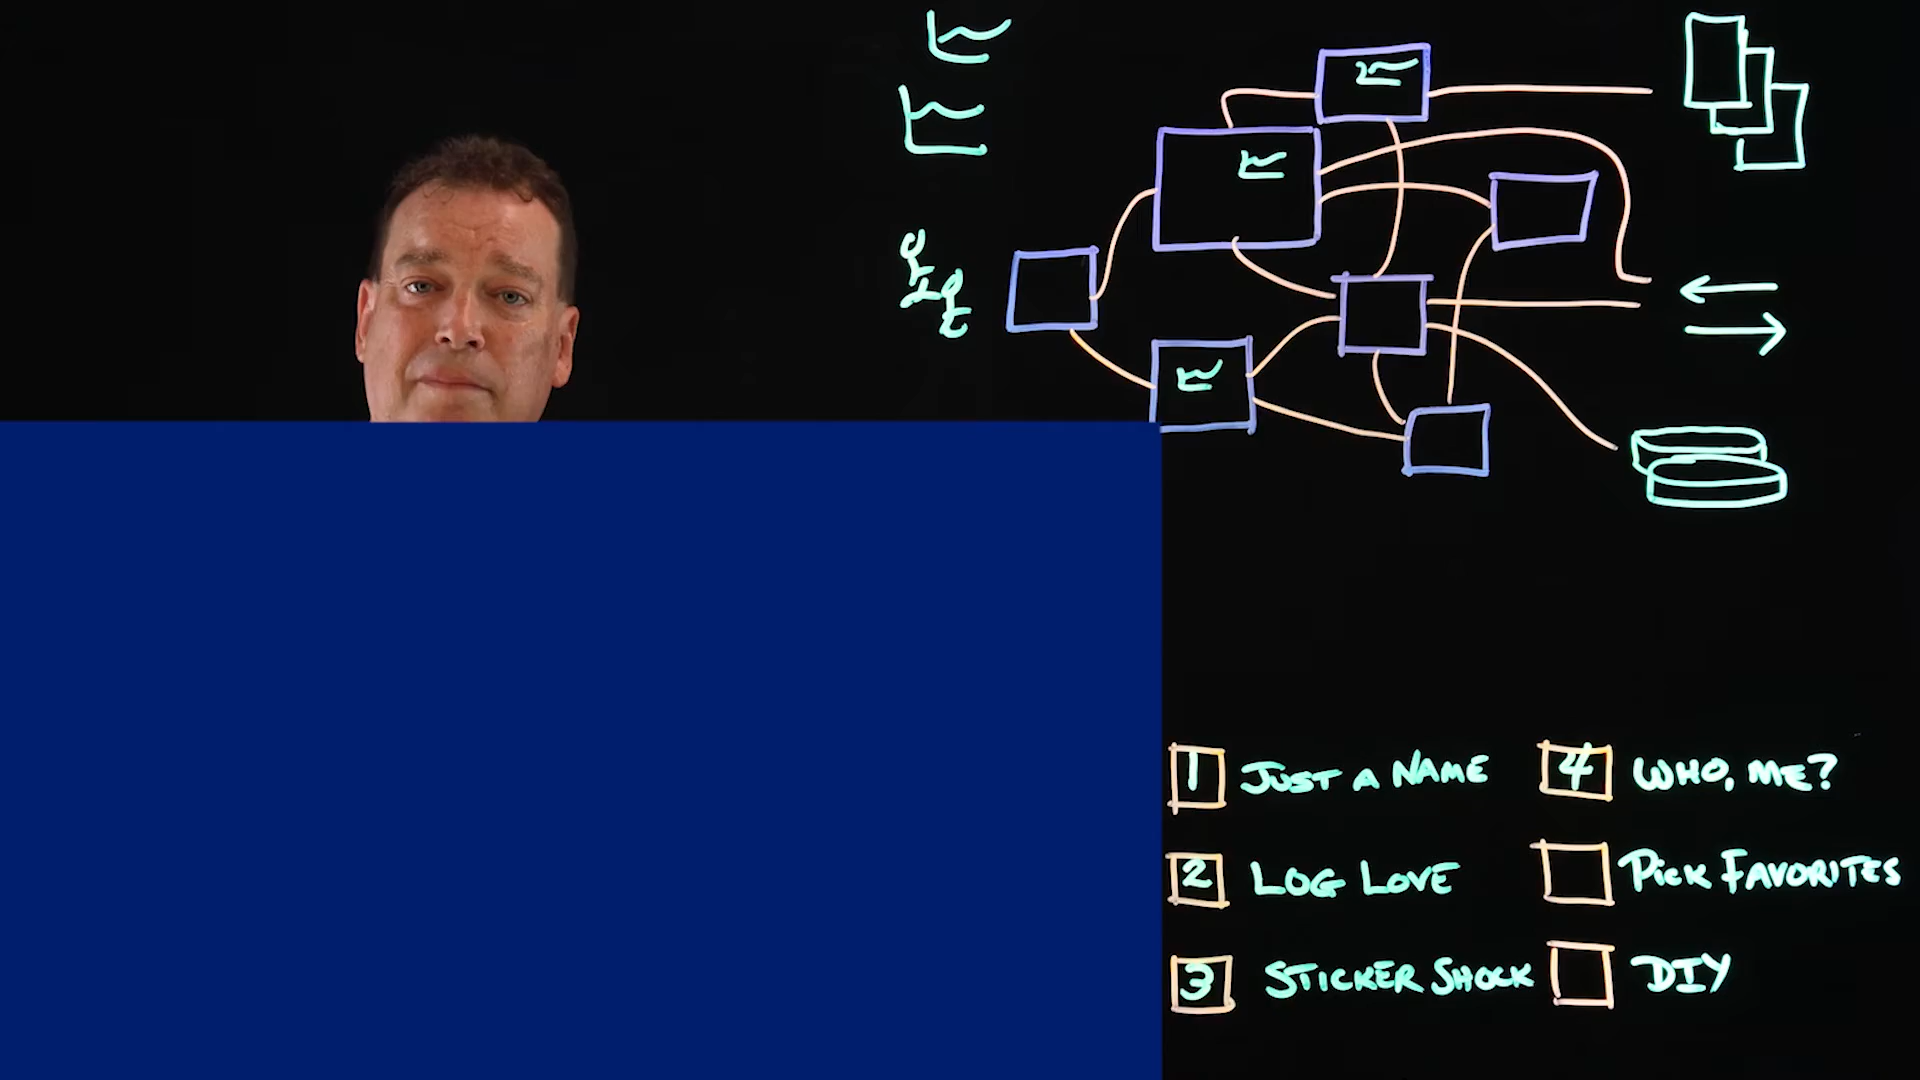 1 JUST A NAME
2 LOG LOVE
3 STICKER SHOCK
4 WHO, ME?
PICK FAVORITES
DIY